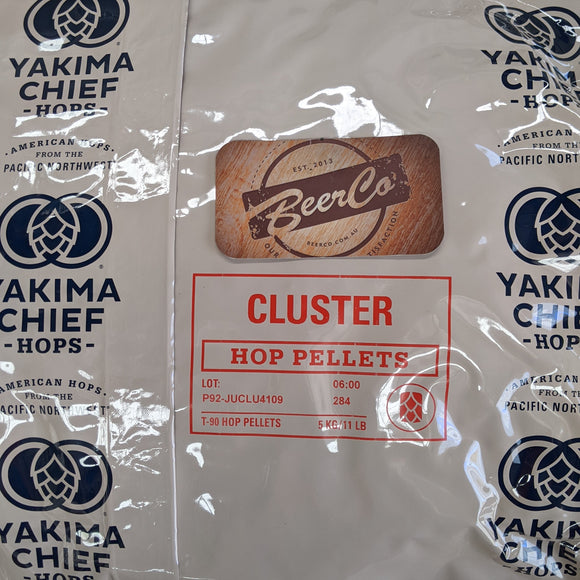 YAKIMA
CHIEF
-HOPS-
·AMERICAN HOPS·
FROM THE
PACIFIC NORTHWEST
YAKIMA
CHIEF
-HOPS-
AMERICAN HOPS·
FROM THE
PACIFIC NORTHWEST
YAKIMA
CHIEF
EST. 2013
BeerCo
BEERCO.COM.AU
OUR
CLUSTER
HOP PELLETS
LOT: 06:00
P92-JUCLU4109 284
T-90 HOP PELLETS 5 KG/11 LB
YAKIMA
CHIEF
-HOPS-
·AMERICAN HOPS·
FROM THE
PACIFIC NORTHWEST
YAKIMA
CHIEF
-HOPS-
·AMERICAN HOPS·
FROM THE
PACIFIC NORTHWEST
YAKIMA
CHIEF